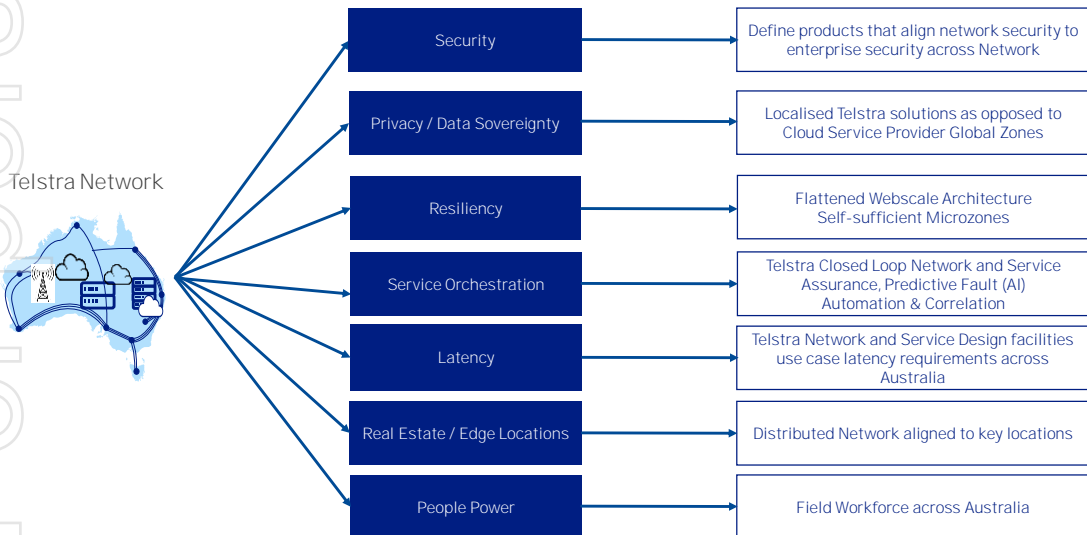 Security
Define products that align network security to
enterprise security across Network
Privacy / Data Sovereignty
Localised Telstra solutions as opposed to
Cloud Service Provider Global Zones
Telstra Network
Resiliency
Flattened Webscale Architecture
Self-sufficient Microzones
Service Orchestration
Telstra Closed Loop Network and Service
Assurance, Predictive Fault (AI)
Automation & Correlation
Latency
Telstra Network and Service Design facilities
use case latency requirements across
Australia
Real Estate / Edge Locations
Distributed Network aligned to key locations
People Power
Field Workforce across Australia